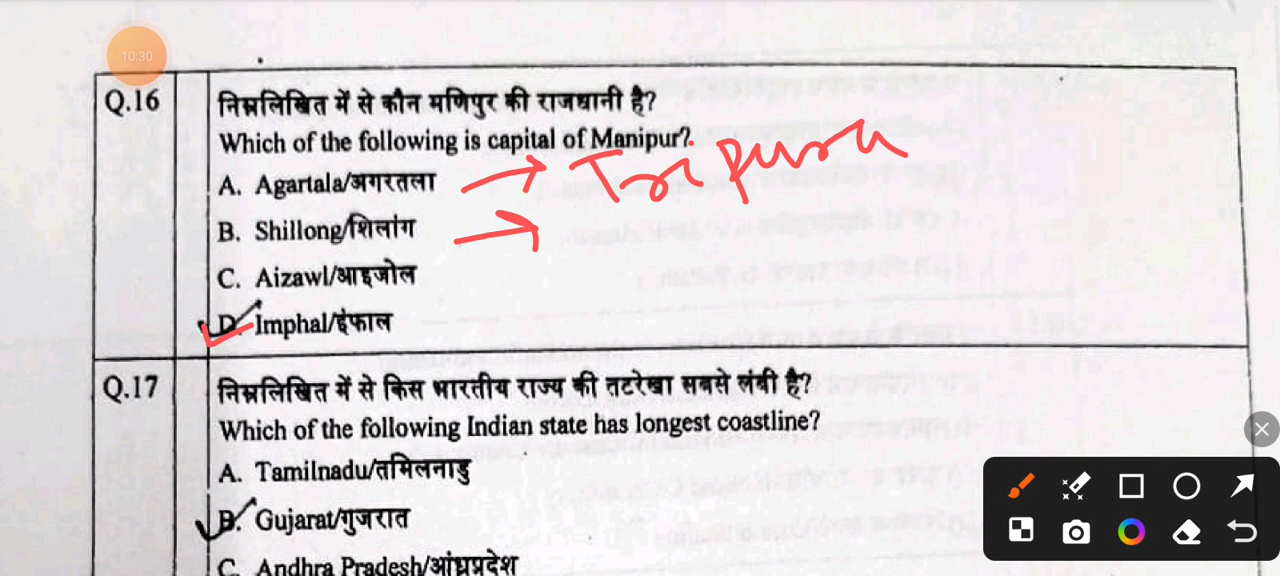 10:30
Q.16
निम्नलिखित में से कौन मणिपुर की राजधानी है?
Which of the following is capital of Manipur?
A. Agartala/अगरतला
Tripura
B. Shillong/शिलांग
C. Aizawl/आइजोल
D. Imphal/इंफाल
Q.17
निम्नलिखित में से किस भारतीय राज्य की तटरेखा सबसे लंबी है?
Which of the following Indian state has longest coastline?
A. Tamilnadu/तमिलनाडु
B. Gujarat/गुजरात
C. Andhra Pradesh/आंध्रप्रदेश